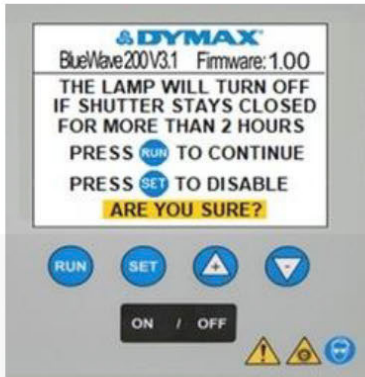 DYMAX
BlueWave 200 V3.1 Firmware: 1.00
THE LAMP WILL TURN OFF
IF SHUTTER STAYS CLOSED
FOR MORE THAN 2 HOURS
PRESS RUN TO CONTINUE
PRESS SET TO DISABLE
ARE YOU SURE?
RUN SET + -
ON / OFF